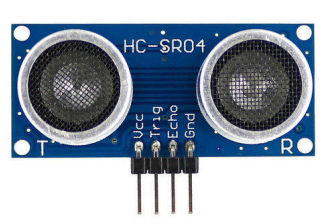 HC-SR04
Vcc
Trig
Echo
Gnd
T
R